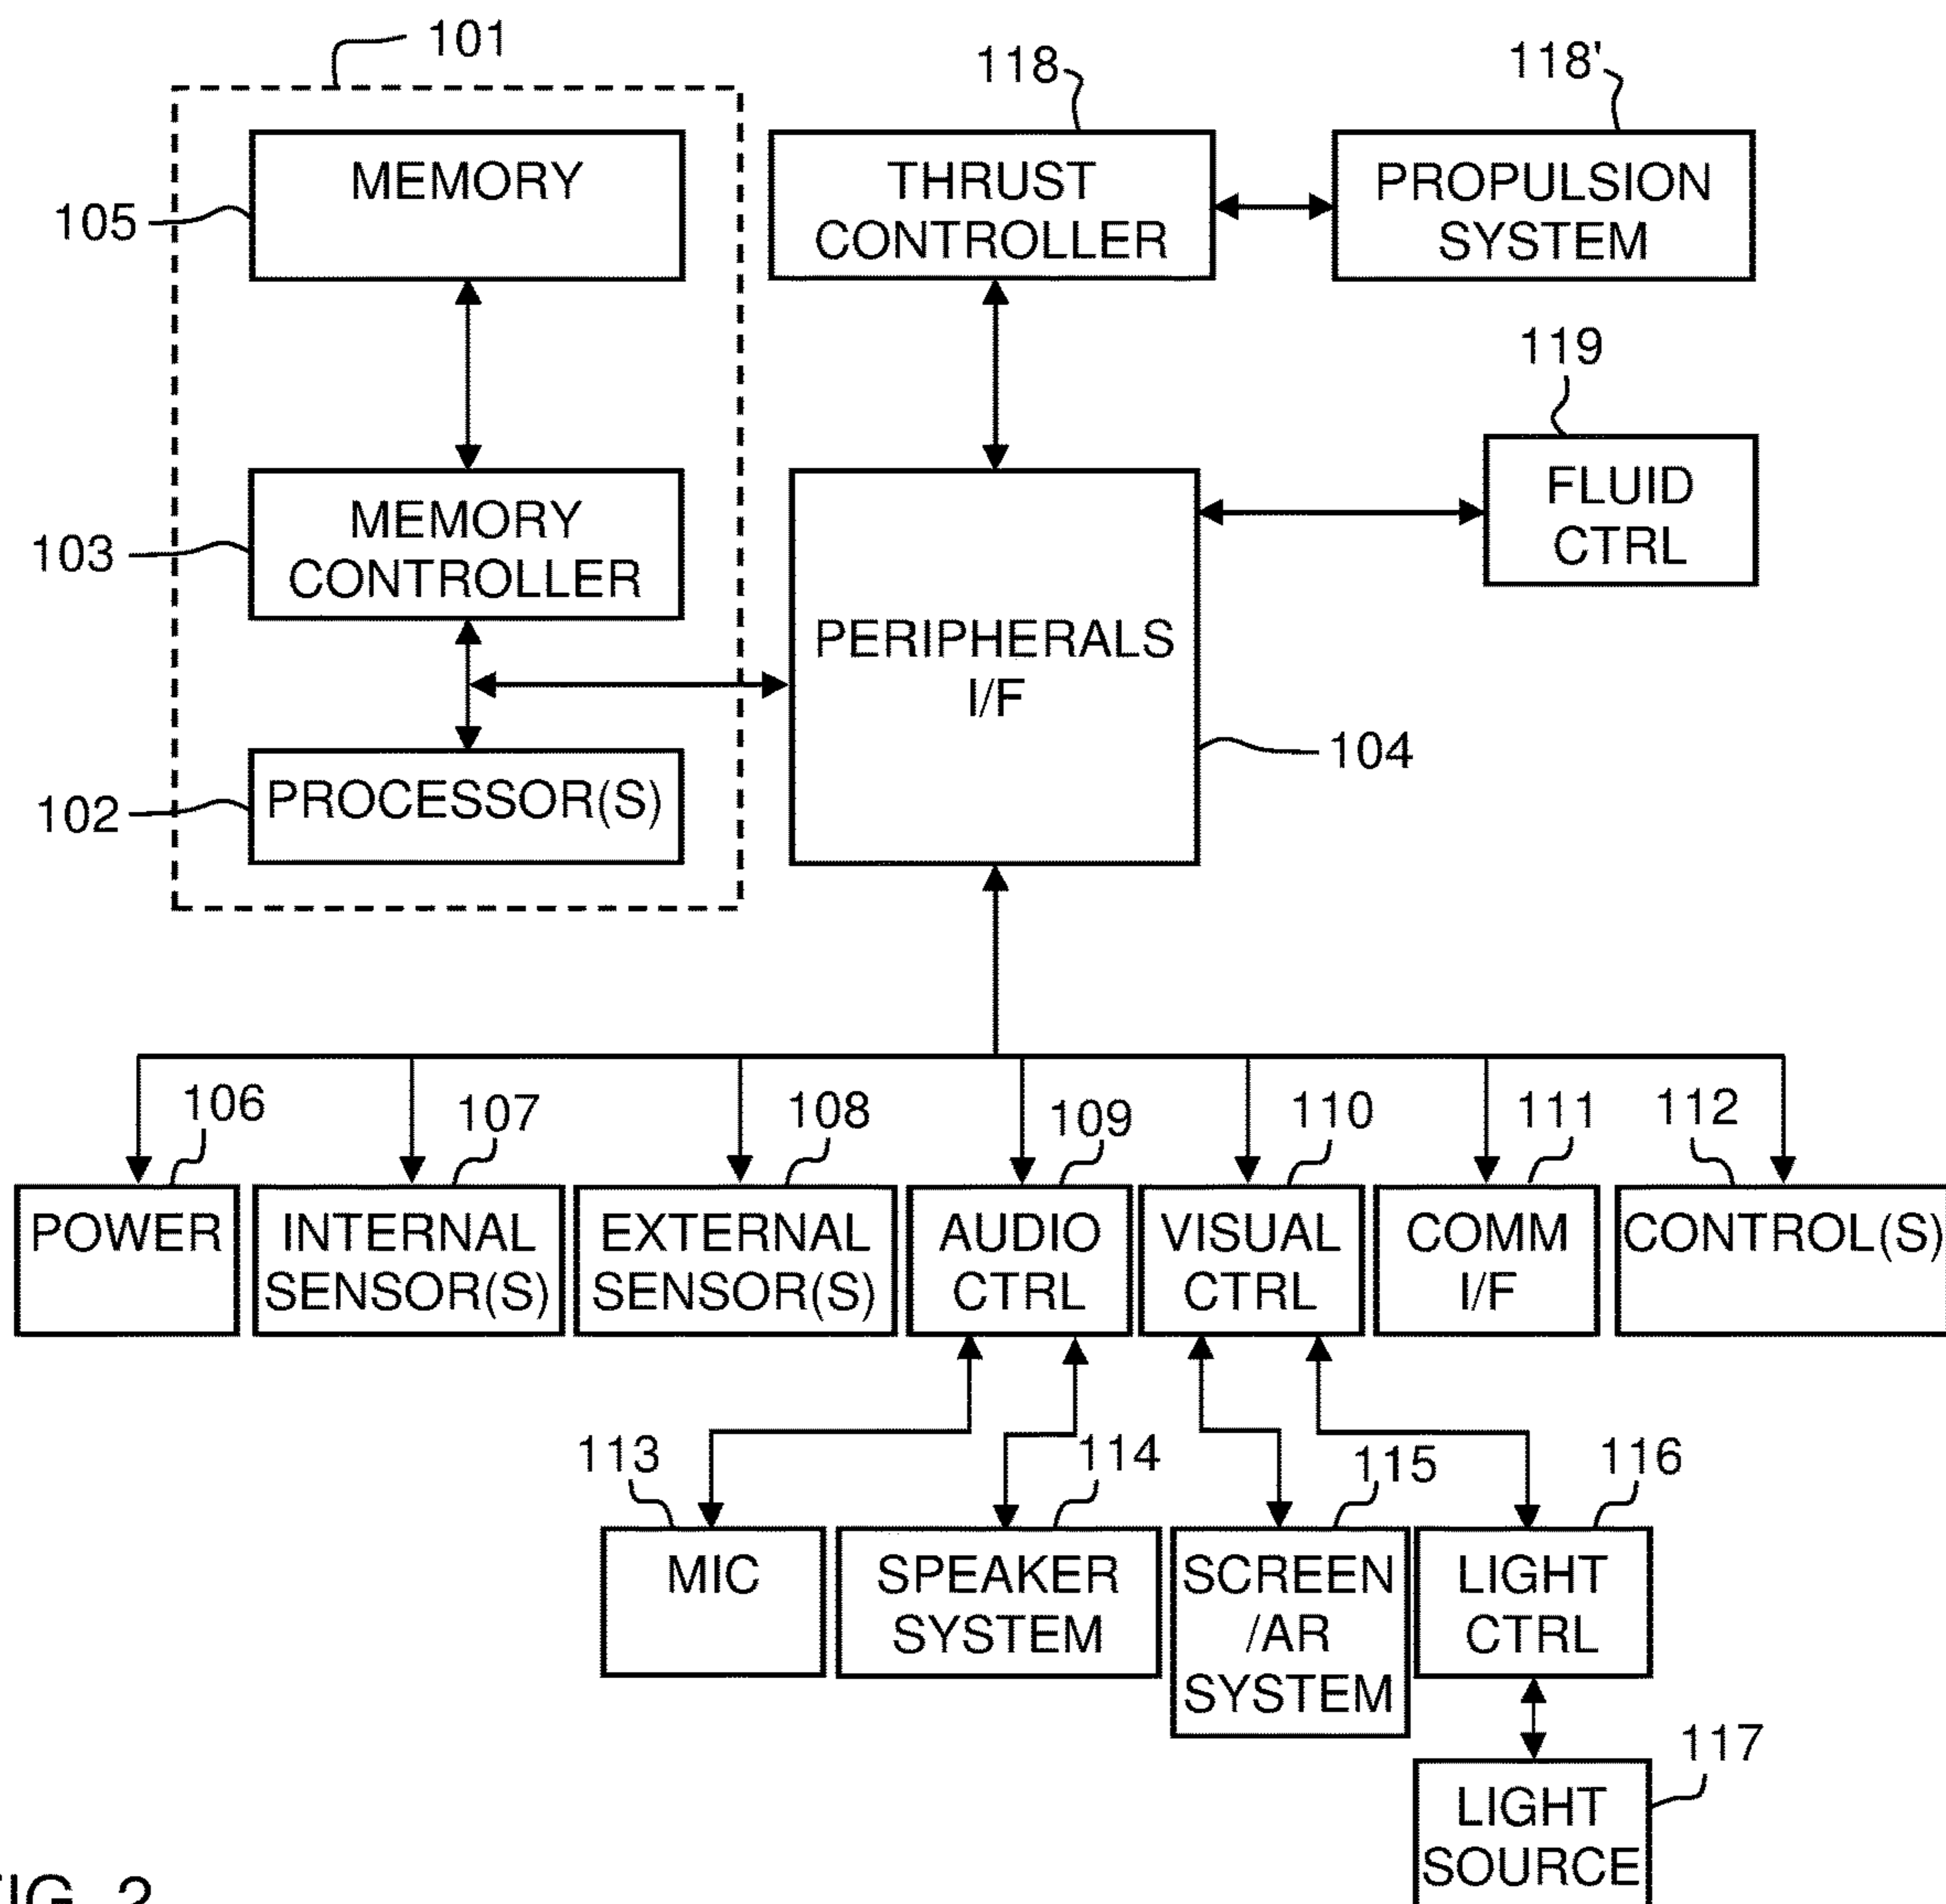 101
118
118'
MEMORY
THRUST
CONTROLLER
PROPULSION
SYSTEM
105
119
103
MEMORY
CONTROLLER
FLUID
CTRL
PERIPHERALS
I/F
104
102
PROCESSOR(S)
106
107
108
109
110
111
112
POWER
INTERNAL
SENSOR(S)
EXTERNAL
SENSOR(S)
AUDIO
CTRL
VISUAL
CTRL
COMM
I/F
CONTROL(S)
113
114
115
116
MIC
SPEAKER
SYSTEM
SCREEN
/AR
SYSTEM
LIGHT
CTRL
117
LIGHT
SOURCE
FIG. 2